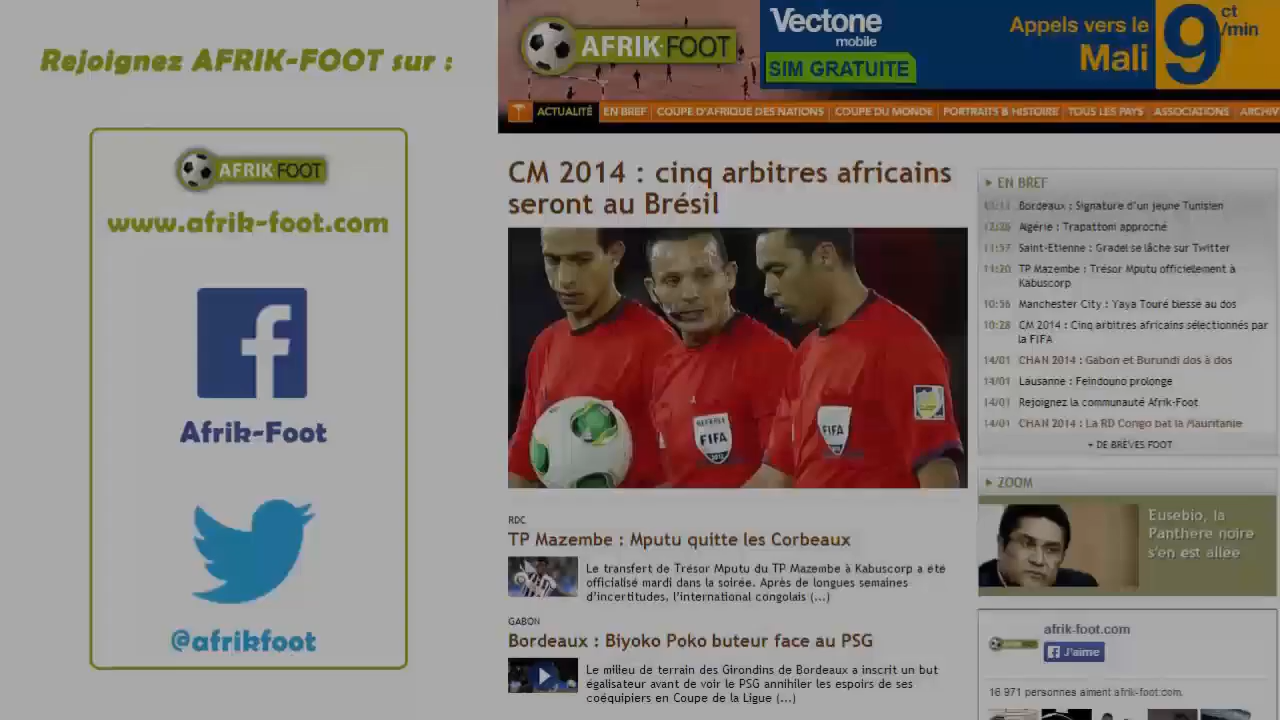 Rejoignez AFRIK-FOOT sur :
AFRIK FOOT
www.afrik-foot.com
Afrik-Foot
@afrikfoot
AFRIK-FOOT
Vectone
mobile
SIM GRATUITE
Appels vers le
Mali
9 ct/min
ACTUALITÉ EN BREF COUPE D'AFRIQUE DES NATIONS COUPE DU MONDE PORTRAITS & HISTOIRE TOUS LES PAYS ASSOCIATIONS ARCHIV
CM 2014 : cinq arbitres africains
seront au Brésil
REFEREE
FIFA
FIFA
RDC
TP Mazembe : Mputu quitte les Corbeaux
Le transfert de Trésor Mputu du TP Mazembe à Kabuscorp a été
officialisé mardi dans la soirée. Après de longues semaines
d'incertitudes, l'international congolais (...)
GABON
Bordeaux : Biyoko Poko buteur face au PSG
Le milieu de terrain des Girondins de Bordeaux a inscrit un but
égalisateur avant de voir le PSG annihiler les espoirs de ses
coéquipiers en Coupe de la Ligue (...)
EN BREF
Bordeaux : Signature d'un jeune Tunisien
12:26 Algérie : Trapattoni approché
11:57 Saint-Etienne : Gradel se lâche sur Twitter
11:20 TP Mazembe : Trésor Mputu officiellement à
Kabuscorp
10:56 Manchester City : Yaya Touré blessé au dos
10:28 CM 2014 : Cinq arbitres africains sélectionnés par
la FIFA
14/01 CHAN 2014 : Gabon et Burundi dos à dos
14/01 Lausanne : Feindouno prolonge
14/01 Rejoignez la communauté Afrik-Foot
14/01 CHAN 2014 : La RD Congo bat la Mauritanie
+ DE BRÈVES FOOT
ZOOM
Eusebio, la
Panthère noire
s'en est allée
afrik-foot.com
J'aime
16 971 personnes aiment afrik-foot.com.